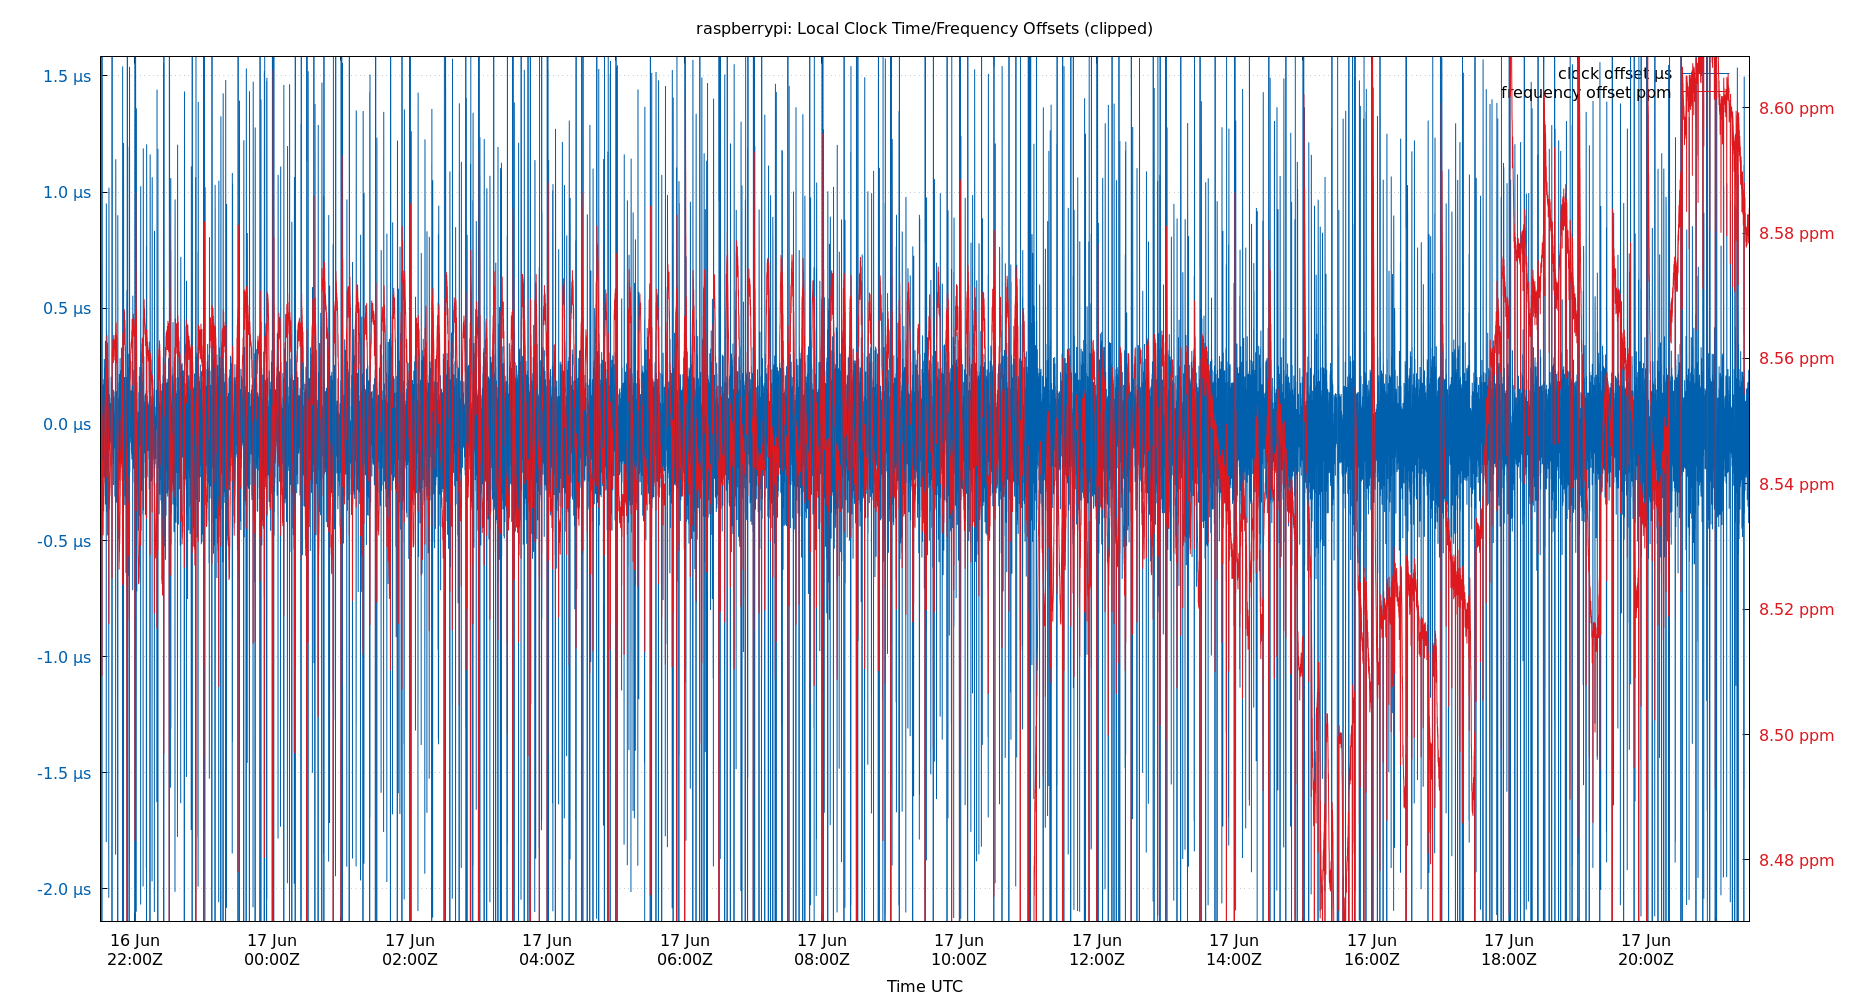 raspberrypi: Local Clock Time/Frequency Offsets (clipped)
clock offset µs
frequency offset ppm
1.5 µs
1.0 µs
0.5 µs
0.0 µs
-0.5 µs
-1.0 µs
-1.5 µs
-2.0 µs
8.60 ppm
8.58 ppm
8.56 ppm
8.54 ppm
8.52 ppm
8.50 ppm
8.48 ppm
16 Jun 17 Jun 17 Jun 17 Jun 17 Jun 17 Jun 17 Jun 17 Jun 17 Jun 17 Jun 17 Jun 17 Jun
22:00Z 00:00Z 02:00Z 04:00Z 06:00Z 08:00Z 10:00Z 12:00Z 14:00Z 16:00Z 18:00Z 20:00Z
Time UTC